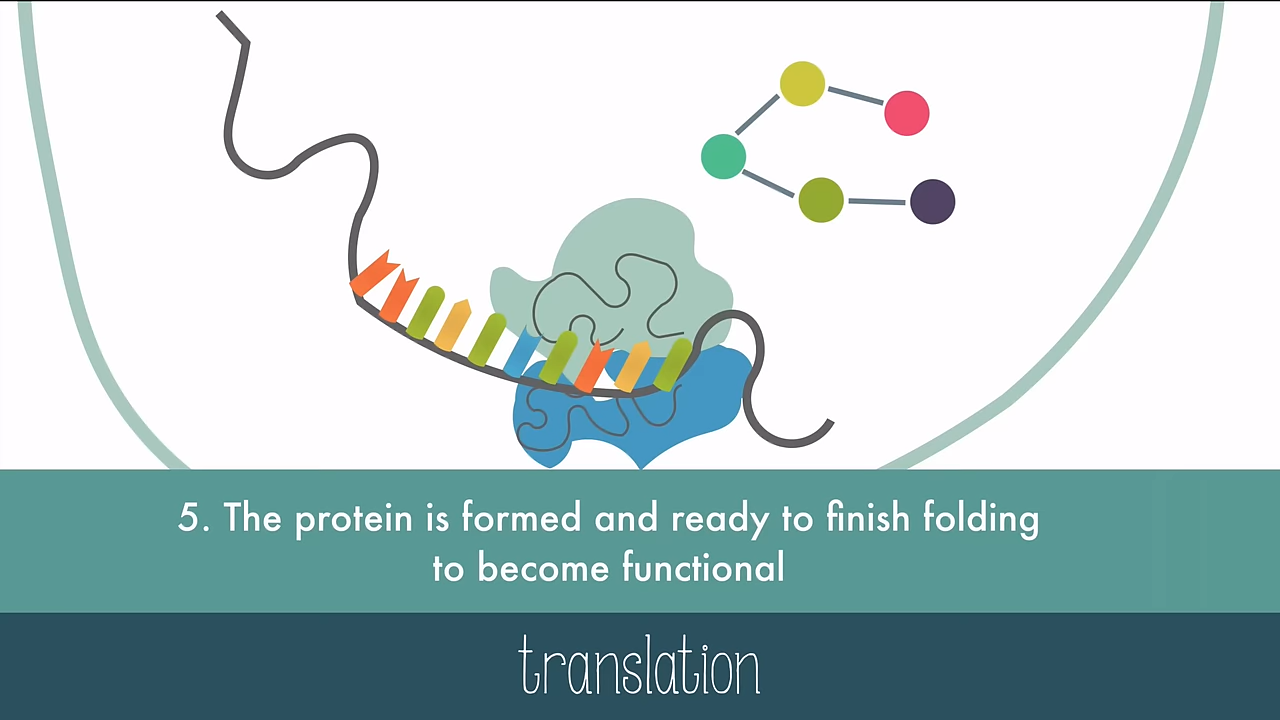 5. The protein is formed and ready to finish folding
to become functional
translation